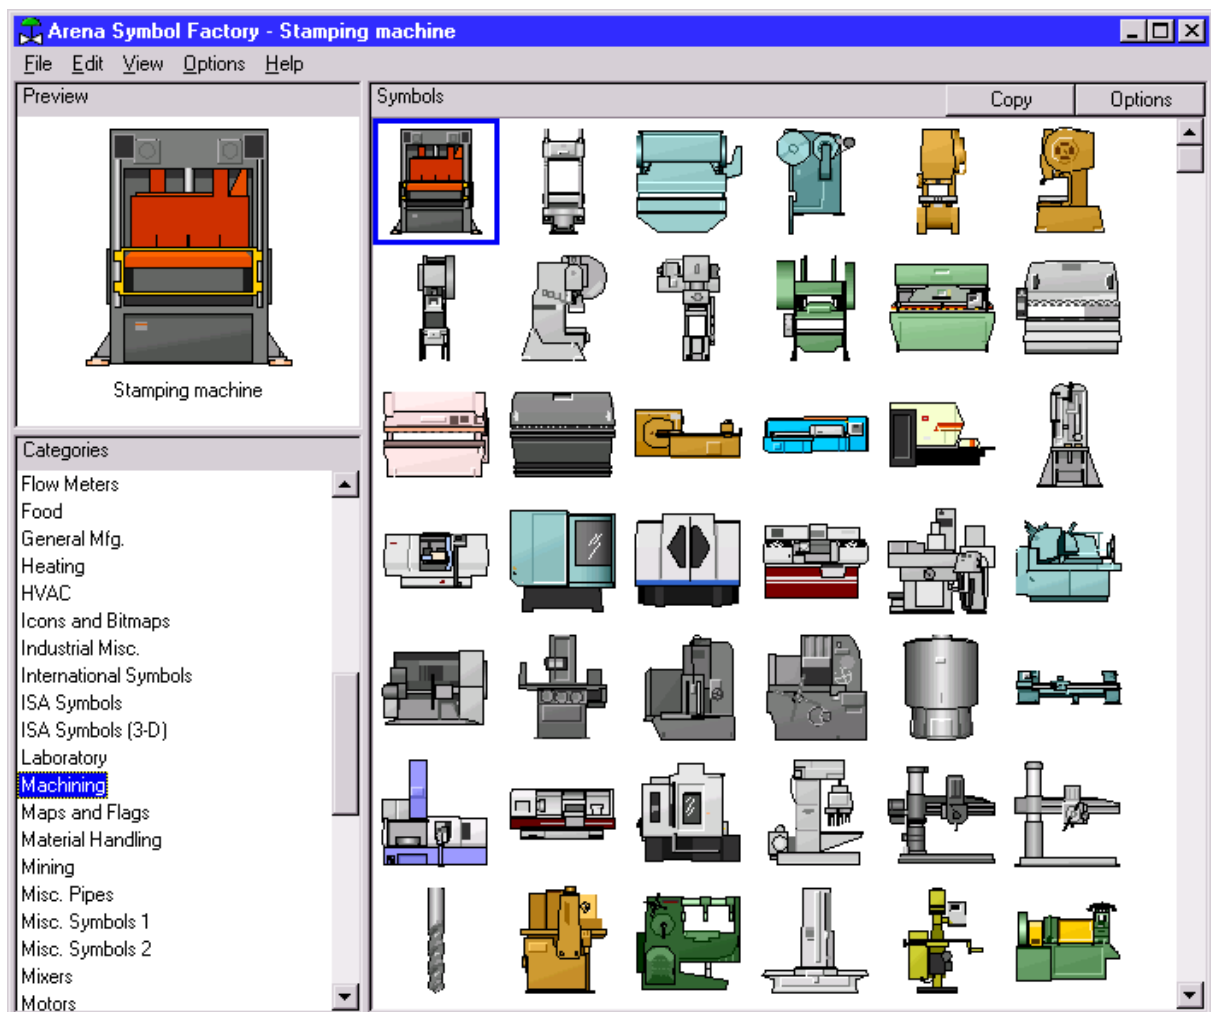 Arena Symbol Factory - Stamping machine
File Edit View Options Help
Preview
Stamping machine
Symbols
Copy
Options
Categories
Flow Meters
Food
General Mfg.
Heating
HVAC
Icons and Bitmaps
Industrial Misc.
International Symbols
ISA Symbols
ISA Symbols (3-D)
Laboratory
Machining
Maps and Flags
Material Handling
Mining
Misc. Pipes
Misc. Symbols 1
Misc. Symbols 2
Mixers
Motors